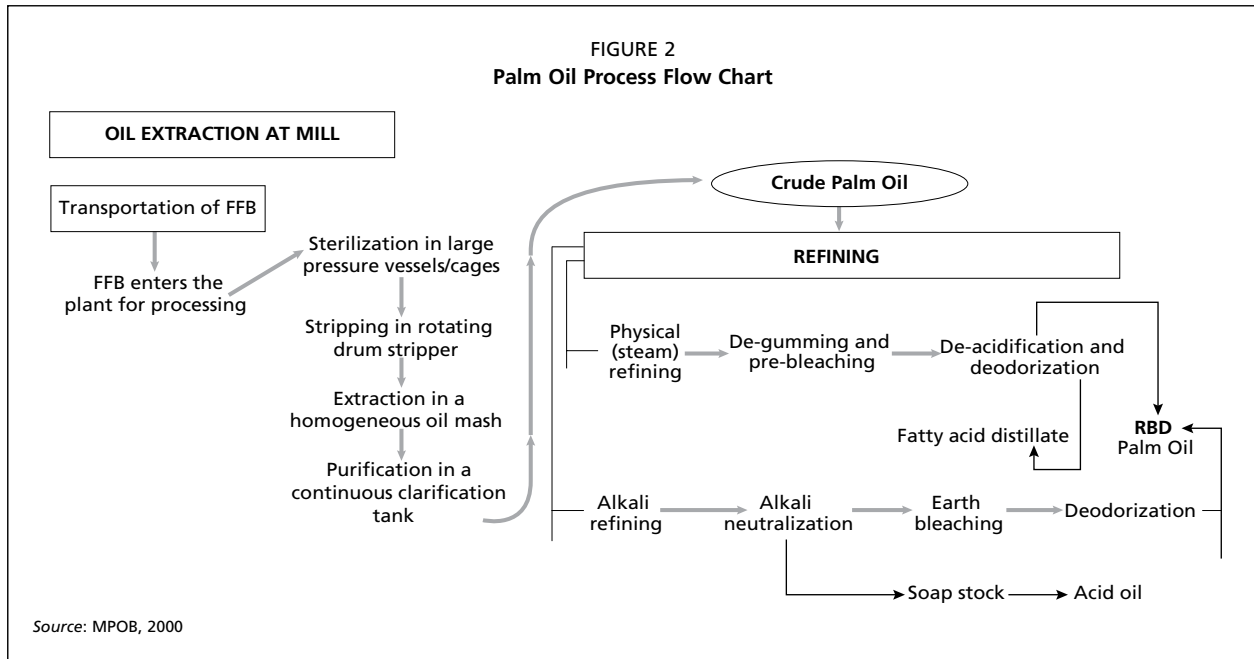 FIGURE 2
Palm Oil Process Flow Chart
OIL EXTRACTION AT MILL
Transportation of FFB
FFB enters the
plant for processing
Sterilization in large
pressure vessels/cages
Stripping in rotating
drum stripper
Extraction in a
homogeneous oil mash
Purification in a
continuous clarification
tank
Crude Palm Oil
REFINING
Physical
(steam)
refining
De-gumming and
pre-bleaching
De-acidification and
deodorization
Fatty acid distillate
RBD
Palm Oil
Alkali
refining
Alkali
neutralization
Earth
bleaching
Deodorization
Soap stock
Acid oil
Source: MPOB, 2000